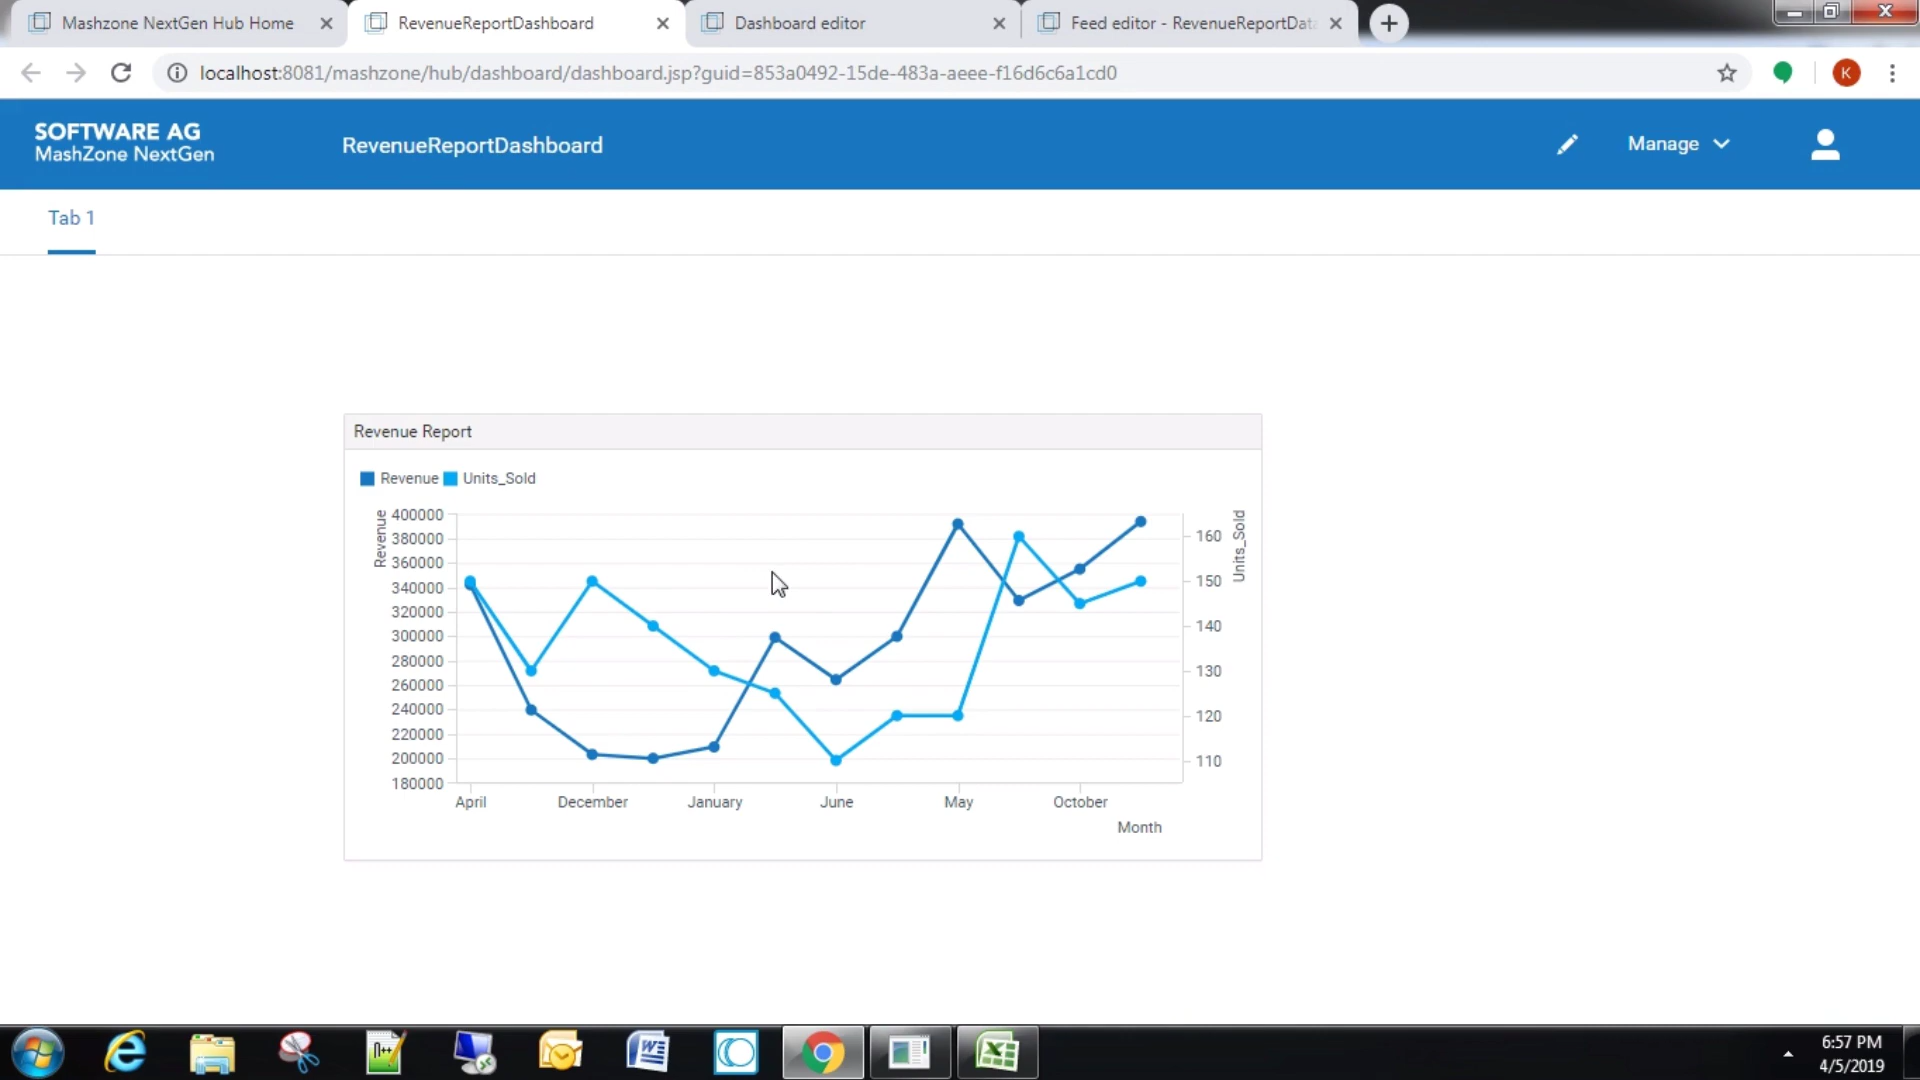 Mashzone NextGen Hub Home
RevenueReportDashboard
Dashboard editor
Feed editor - RevenueReportData
localhost:8081/mashzone/hub/dashboard/dashboard.jsp?guid=853a0492-15de-483a-aeee-f16d6c6a1cd0
K
SOFTWARE AG
MashZone NextGen
RevenueReportDashboard
Manage
Tab 1
Revenue Report
Revenue
Units_Sold
Revenue
400000
380000
360000
340000
320000
300000
280000
260000
240000
220000
200000
180000
Units_Sold
160
150
140
130
120
110
April
December
January
June
May
October
Month
6:57 PM
4/5/2019